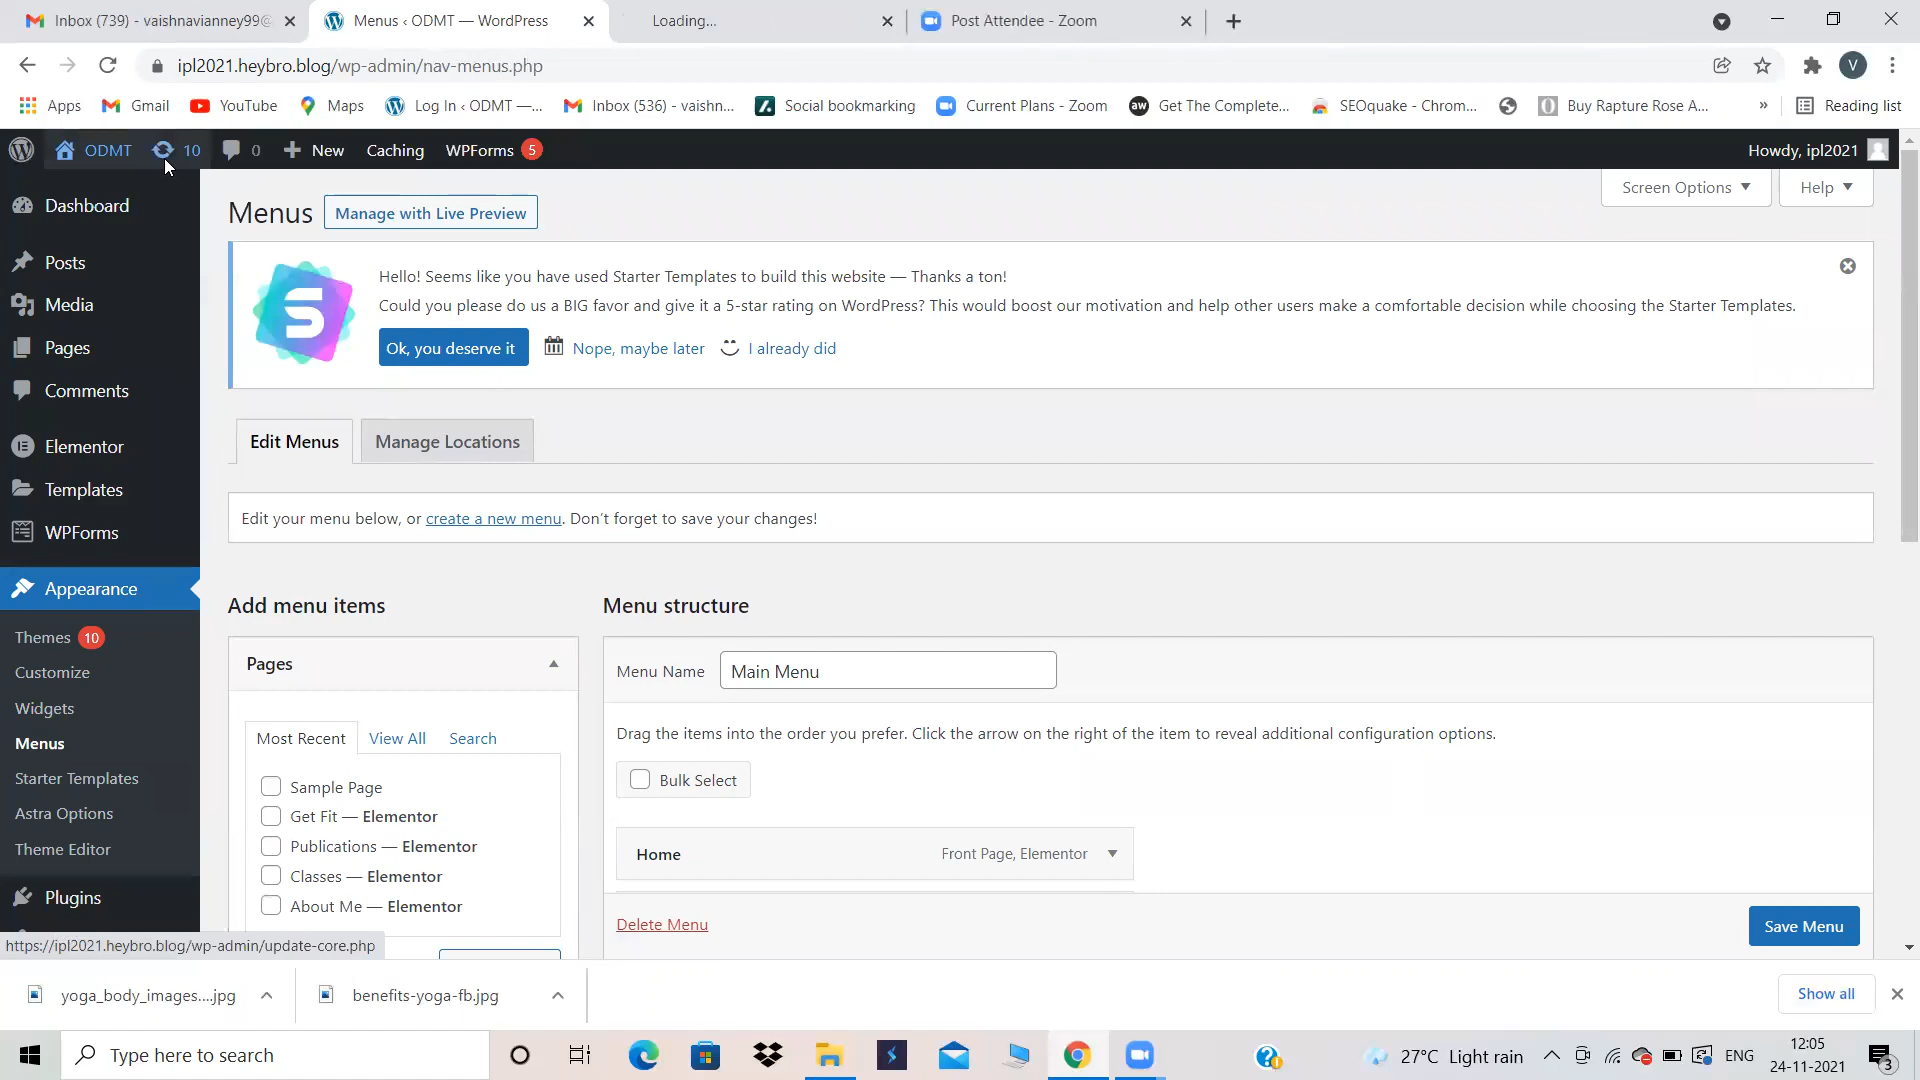 Inbox (739) - vaishnavianney99@
Menus ‹ ODMT — WordPress
Loading...
Post Attendee - Zoom
ipl2021.heybro.blog/wp-admin/nav-menus.php
V
Apps
Gmail
YouTube
Maps
Log In ‹ ODMT —...
Inbox (536) - vaishn...
Social bookmarking
Current Plans - Zoom
aw
Get The Complete...
SEOquake - Chrom...
Buy Rapture Rose A...
»
Reading list
ODMT
10
0
New
Caching
WPForms 5
Howdy, ipl2021
Dashboard
Posts
Media
Pages
Comments
Elementor
Templates
WPForms
Appearance
Themes 10
Customize
Widgets
Menus
Starter Templates
Astra Options
Theme Editor
Plugins
https://ipl2021.heybro.blog/wp-admin/update-core.php
Menus
Manage with Live Preview
Screen Options
Help
S
Hello! Seems like you have used Starter Templates to build this website — Thanks a ton!
Could you please do us a BIG favor and give it a 5-star rating on WordPress? This would boost our motivation and help other users make a comfortable decision while choosing the Starter Templates.
Ok, you deserve it
Nope, maybe later
I already did
Edit Menus
Manage Locations
Edit your menu below, or create a new menu. Don’t forget to save your changes!
Add menu items
Pages
Most Recent
View All
Search
Sample Page
Get Fit — Elementor
Publications — Elementor
Classes — Elementor
About Me — Elementor
Menu structure
Menu Name
Main Menu
Drag the items into the order you prefer. Click the arrow on the right of the item to reveal additional configuration options.
Bulk Select
Home
Front Page, Elementor
Delete Menu
Save Menu
yoga_body_images....jpg
benefits-yoga-fb.jpg
Show all
Type here to search
27°C Light rain
ENG
12:05
24-11-2021
3